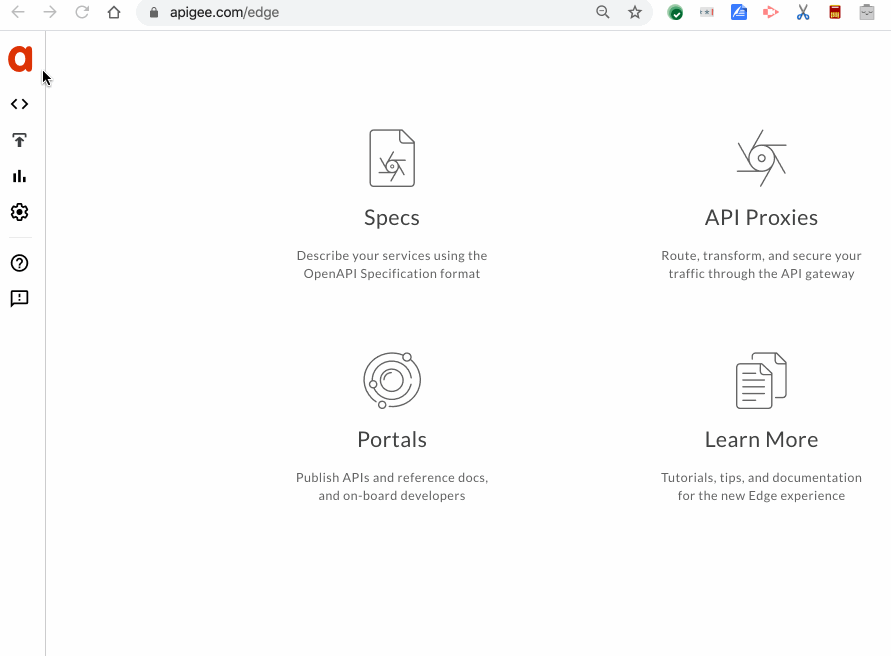 apigee.com/edge
a
Specs
Describe your services using the
OpenAPI Specification format
API Proxies
Route, transform, and secure your
traffic through the API gateway
Portals
Publish APIs and reference docs,
and on-board developers
Learn More
Tutorials, tips, and documentation
for the new Edge experience